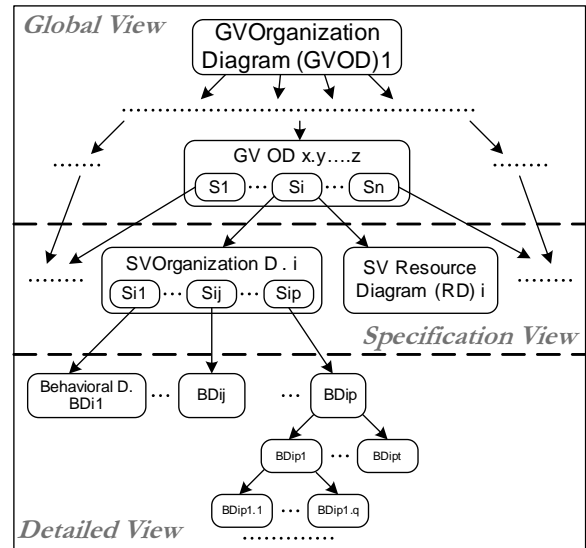 Global View
GVOrganization
Diagram (GVOD)1
GV OD x.y....z
S1 ... Si ... Sn
SVOrganization D . i
Si1 ... Sij ... Sip
SV Resource
Diagram (RD) i
Specification View
Behavioral D.
BDi1
... BDij ... BDip
BDip1 ... BDipt
BDip1.1 ... BDip1.q
Detailed View